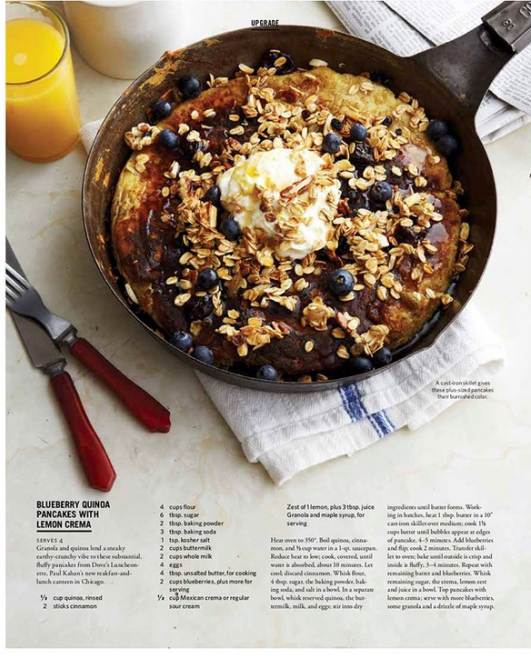 UPGRADE
A cast-iron skillet gives
these plus-sized pancakes
their burnished color.
BLUEBERRY QUINOA
PANCAKES WITH
LEMON CREMA
SERVES 4
Granola and quinoa lend a sneaky
earthy-crunchy vibe to these substantial,
fluffy pancakes from Dove's Luncheon-
ette, Paul Kahan's new
lunch canteen in Chicago.
½ cup quinoa, rinsed
2 sticks cinnamon
4 cups flour
6 tbsp. sugar
2 tbsp. baking powder
3 tbsp. baking soda
1 tsp. kosher salt
2 cups buttermilk
2 cups whole milk
4 eggs
4 tbsp. unsalted butter, for cooking
2 cups blueberries, plus more for
serving
½ cup Mexican crema or regular
sour cream
Zest of 1 lemon, plus 3 tbsp. juice
Granola and maple syrup, for
serving
Heat oven to 350°. Boil quinoa, cinna-
mon, and ¾ cup water in a 1-qt. saucepan.
Reduce heat to low; cook, covered, until
water is absorbed, about 10 minutes. Let
cool; discard cinnamon. Whisk flour,
4 tbsp. sugar, the baking powder, bak-
ing soda, and salt in a bowl. In a separate
bowl, whisk reserved quinoa, the but-
termilk, milk, and eggs; stir into dry
ingredients until batter forms. Work-
ing in batches, heat 1 tbsp. butter in a 10"
cast-iron skillet over medium; cook
cups batter until bubbles appear at edges
of pancake, 4–5 minutes. Add blueberries
and flip; cook 2 minutes. Transfer skil-
let to oven; bake until outside is crisp and
inside is fluffy, 3–4 minutes. Repeat with
remaining batter and blueberries. Whisk
remaining sugar, the crema, lemon zest
and juice in a bowl. Top pancakes with
lemon crema; serve with more blueberries,
some granola and a drizzle of maple syrup.